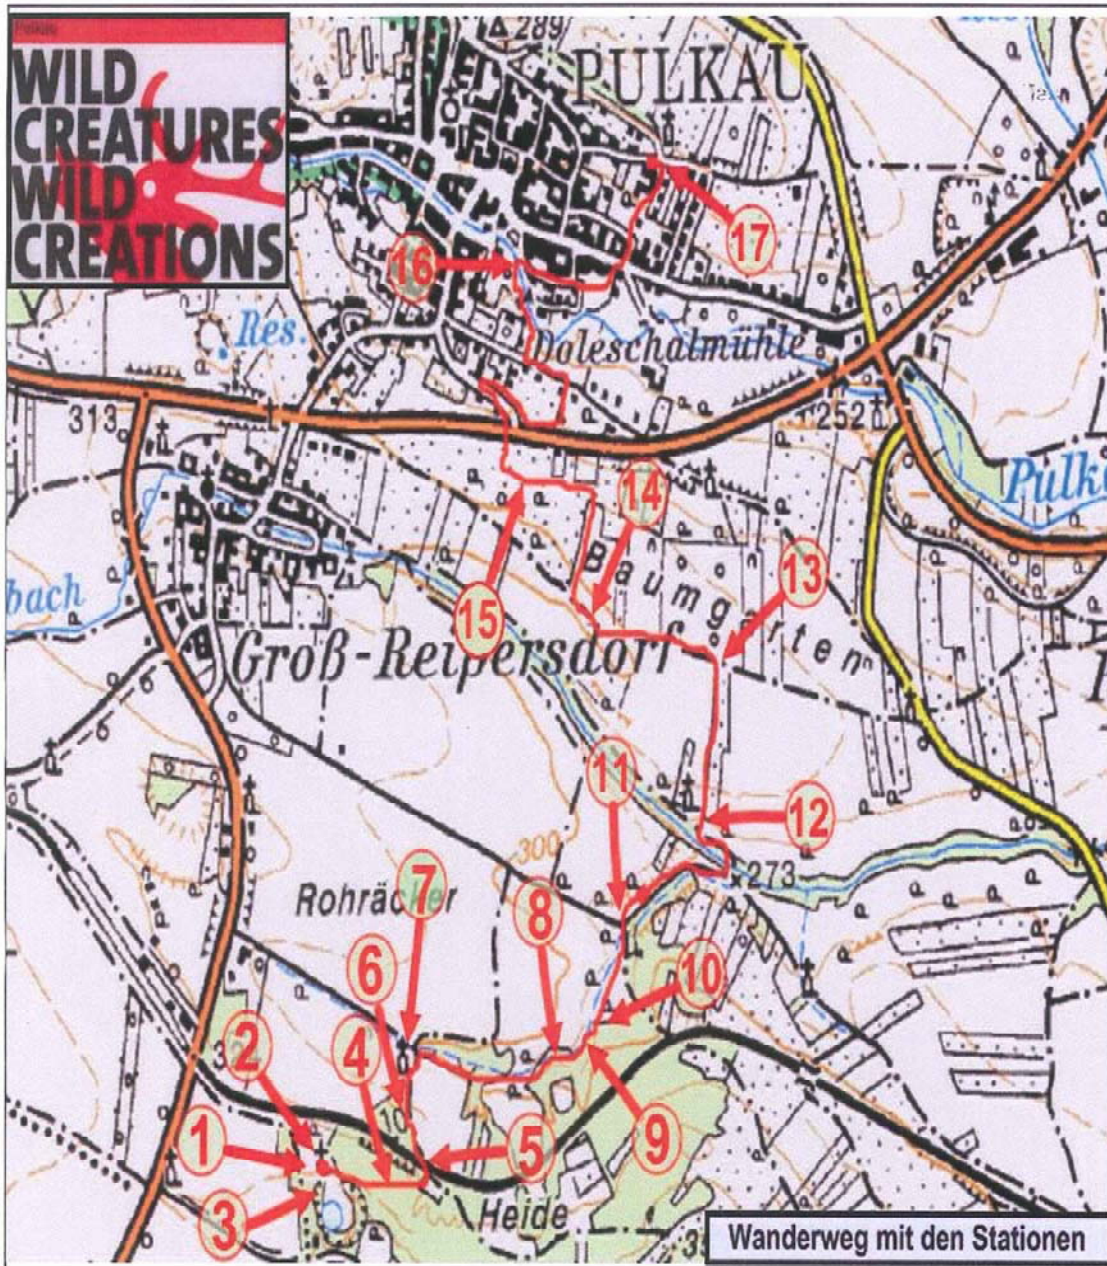 Pulkau
WILD
CREATURES
WILD
CREATIONS
289
PULKAU
17
16
Res.
Daleschalmühle
313
252
Pulk
14
13
Baumgarten
15
bach
Groß-Reipersdorf
11
12
300
273
Rohräcker
7
8
6
10
2
4
1
5
9
3
Heide
Wanderweg mit den Stationen